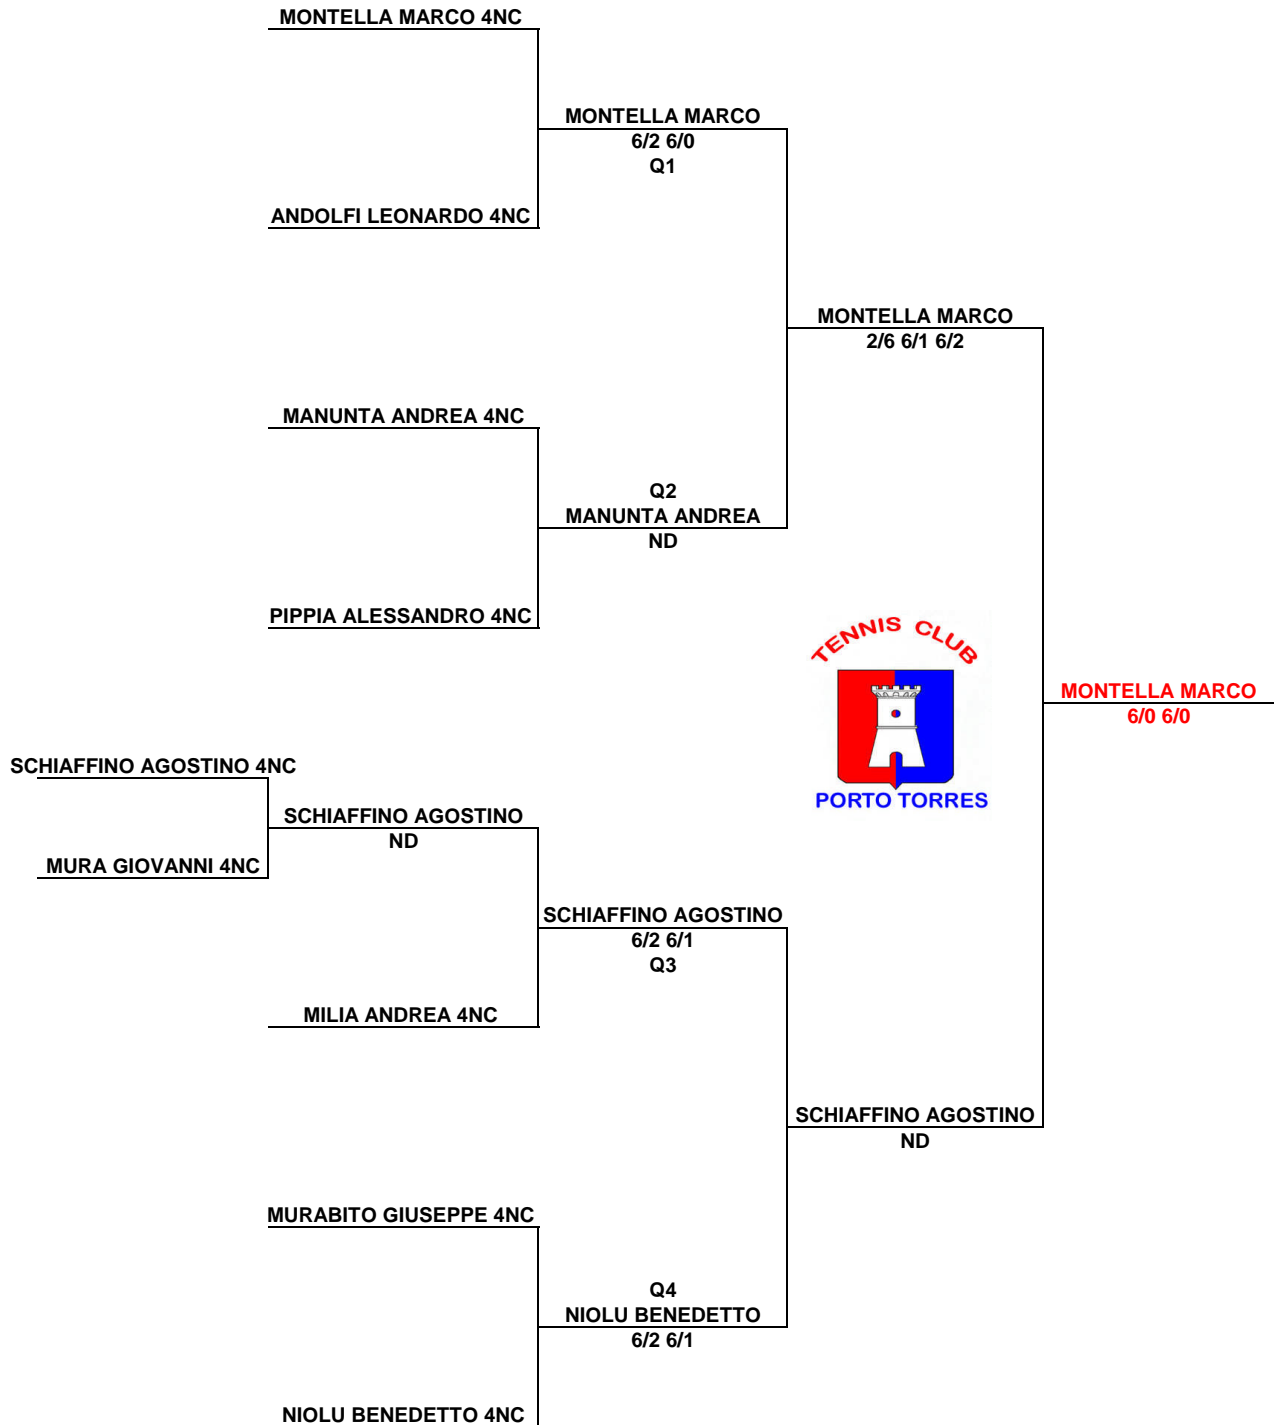 MONTELLA MARCO 4NC
MONTELLA MARCO
6/2 6/0
Q1
ANDOLFI LEONARDO 4NC
MONTELLA MARCO
2/6 6/1 6/2
MANUNTA ANDREA 4NC
Q2
MANUNTA ANDREA
ND
PIPPIA ALESSANDRO 4NC
TENNIS CLUB
PORTO TORRES
MONTELLA MARCO
6/0 6/0
SCHIAFFINO AGOSTINO 4NC
SCHIAFFINO AGOSTINO
ND
MURA GIOVANNI 4NC
SCHIAFFINO AGOSTINO
6/2 6/1
Q3
MILIA ANDREA 4NC
SCHIAFFINO AGOSTINO
ND
MURABITO GIUSEPPE 4NC
Q4
NIOLU BENEDETTO
6/2 6/1
NIOLU BENEDETTO 4NC